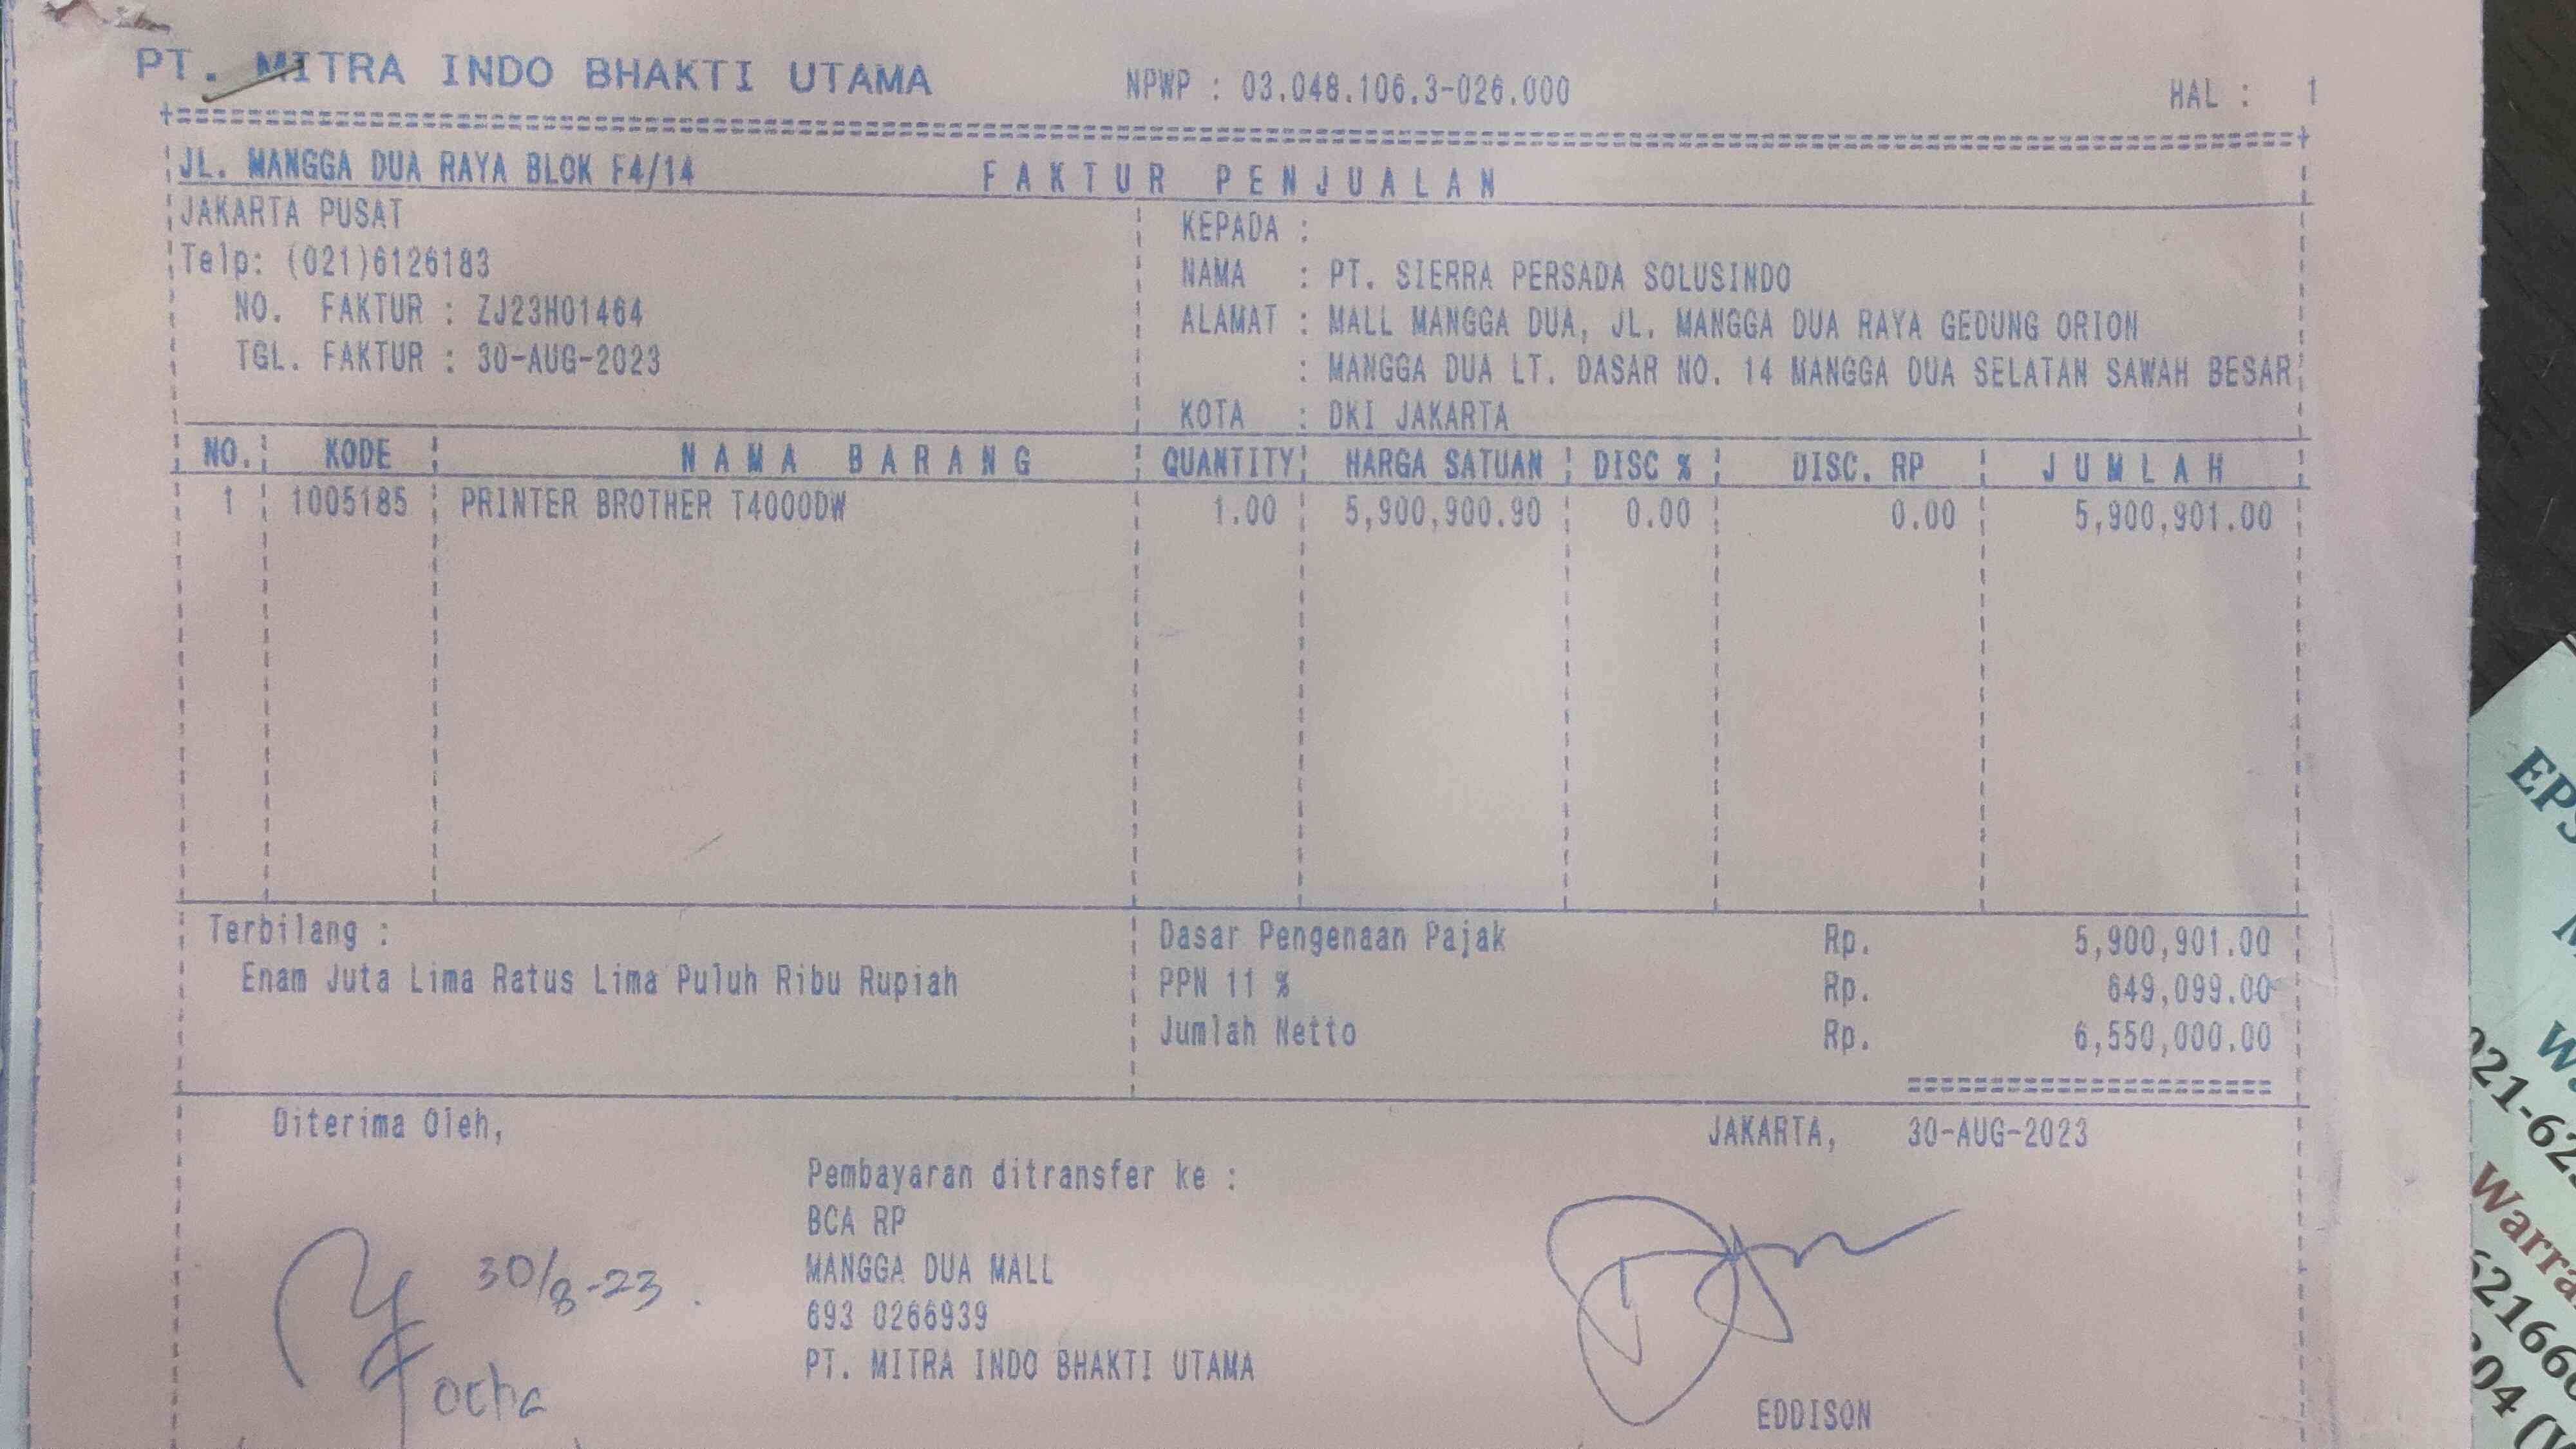 PT. MITRA INDO BHAKTI UTAMA NPWP : 03.048.106.3-026.000 HAL : 1
JL. MANGGA DUA RAYA BLOK F4/14 FAKTUR PENJUALAN
JAKARTA PUSAT
Telp: (021)6126183
NO. FAKTUR : ZJ23H01464
TGL. FAKTUR : 30-AUG-2023
KEPADA :
NAMA : PT. SIERRA PERSADA SOLUSINDO
ALAMAT : MALL MANGGA DUA, JL. MANGGA DUA RAYA GEDUNG ORION
: MANGGA DUA LT. DASAR NO. 14 MANGGA DUA SELATAN SAWAH BESAR
KOTA : DKI JAKARTA
NO. KODE NAMA BARANG QUANTITY HARGA SATUAN DISC % DISC. RP JUMLAH
1 1005185 PRINTER BROTHER T4000DW 1.00 5,900,900.90 0.00 0.00 5,900,901.00
Terbilang :
Enam Juta Lima Ratus Lima Puluh Ribu Rupiah
Dasar Pengenaan Pajak Rp. 5,900,901.00
PPN 11 % Rp. 649,099.00
Jumlah Netto Rp. 6,550,000.00
Diterima Oleh,
30/8-23
Ocha
Pembayaran ditransfer ke :
BCA RP
MANGGA DUA MALL
693 0266939
PT. MITRA INDO BHAKTI UTAMA
JAKARTA, 30-AUG-2023
EDDISON